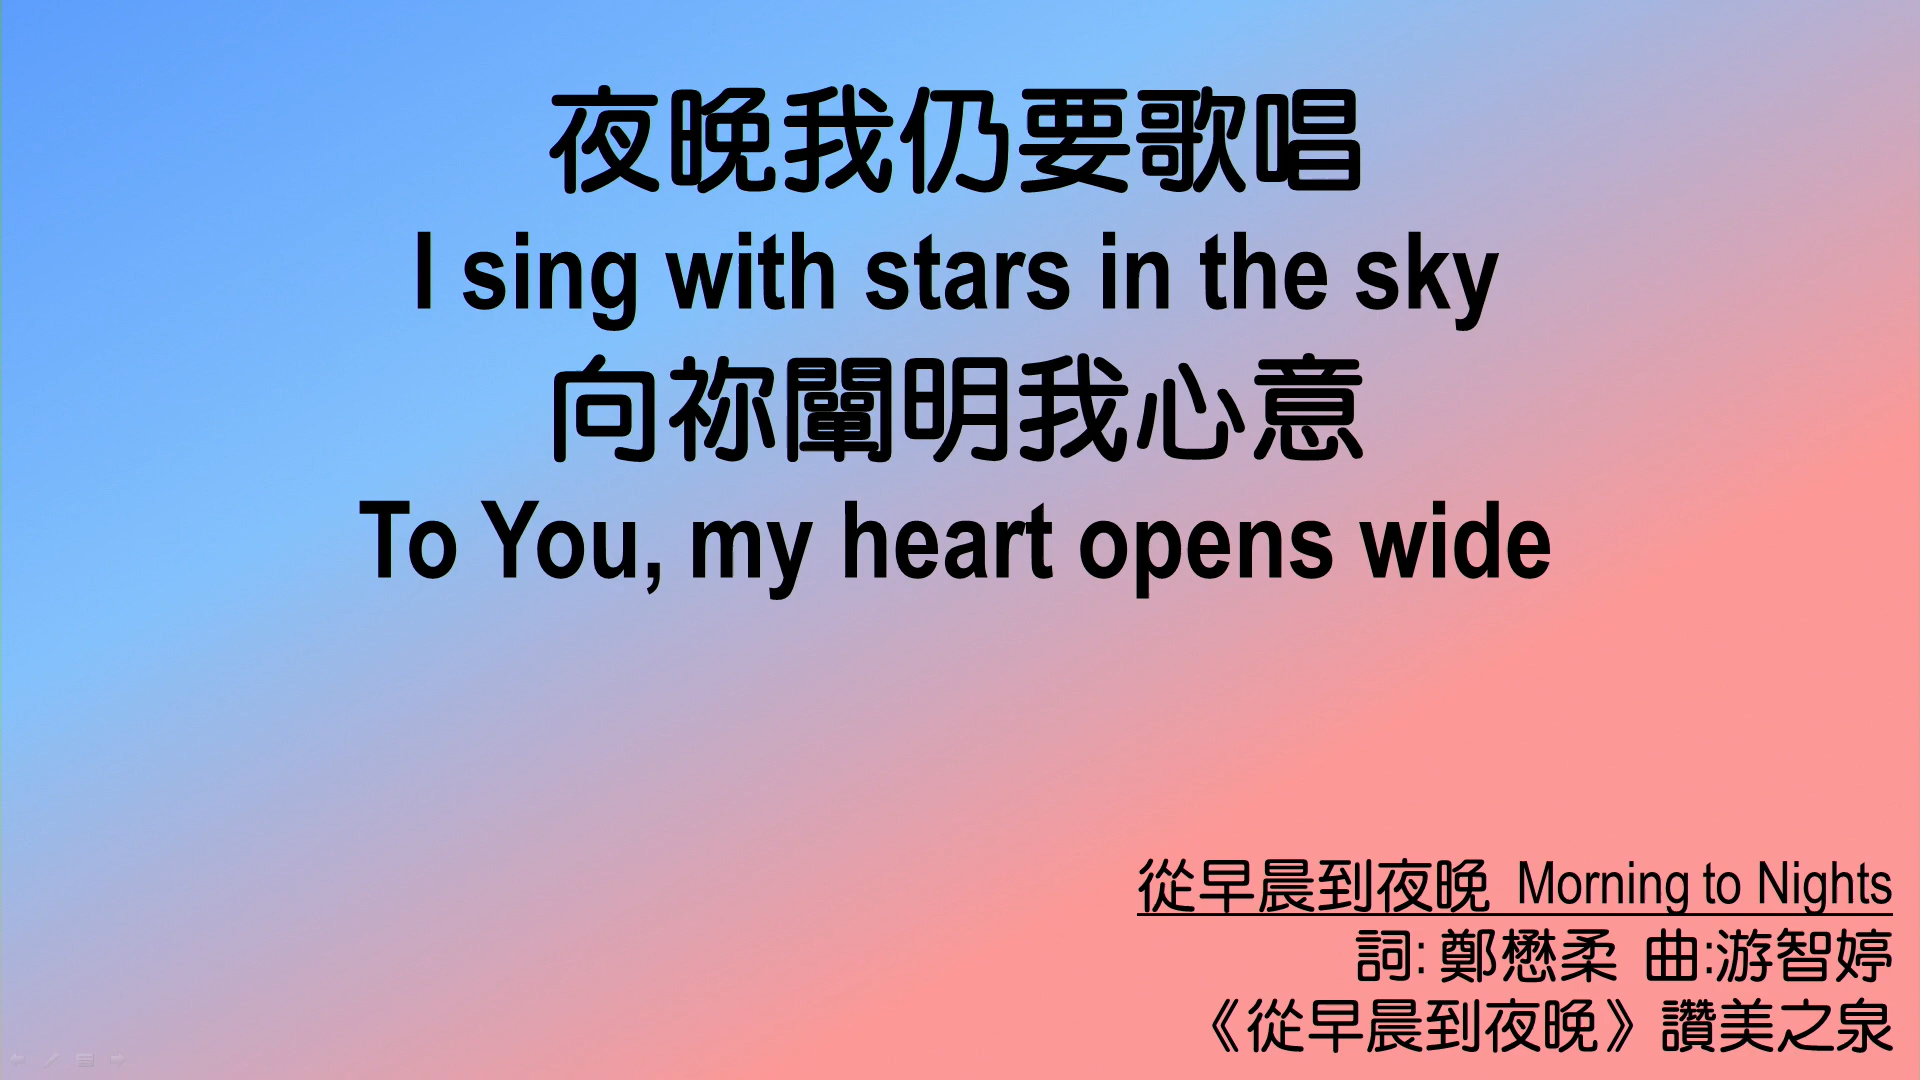 夜晚我仍要歌唱
I sing with stars in the sky
向祢闡明我心意
To You, my heart opens wide
從早晨到夜晚 Morning to Nights
詞: 鄭懋柔 曲:游智婷
《從早晨到夜晚》讚美之泉